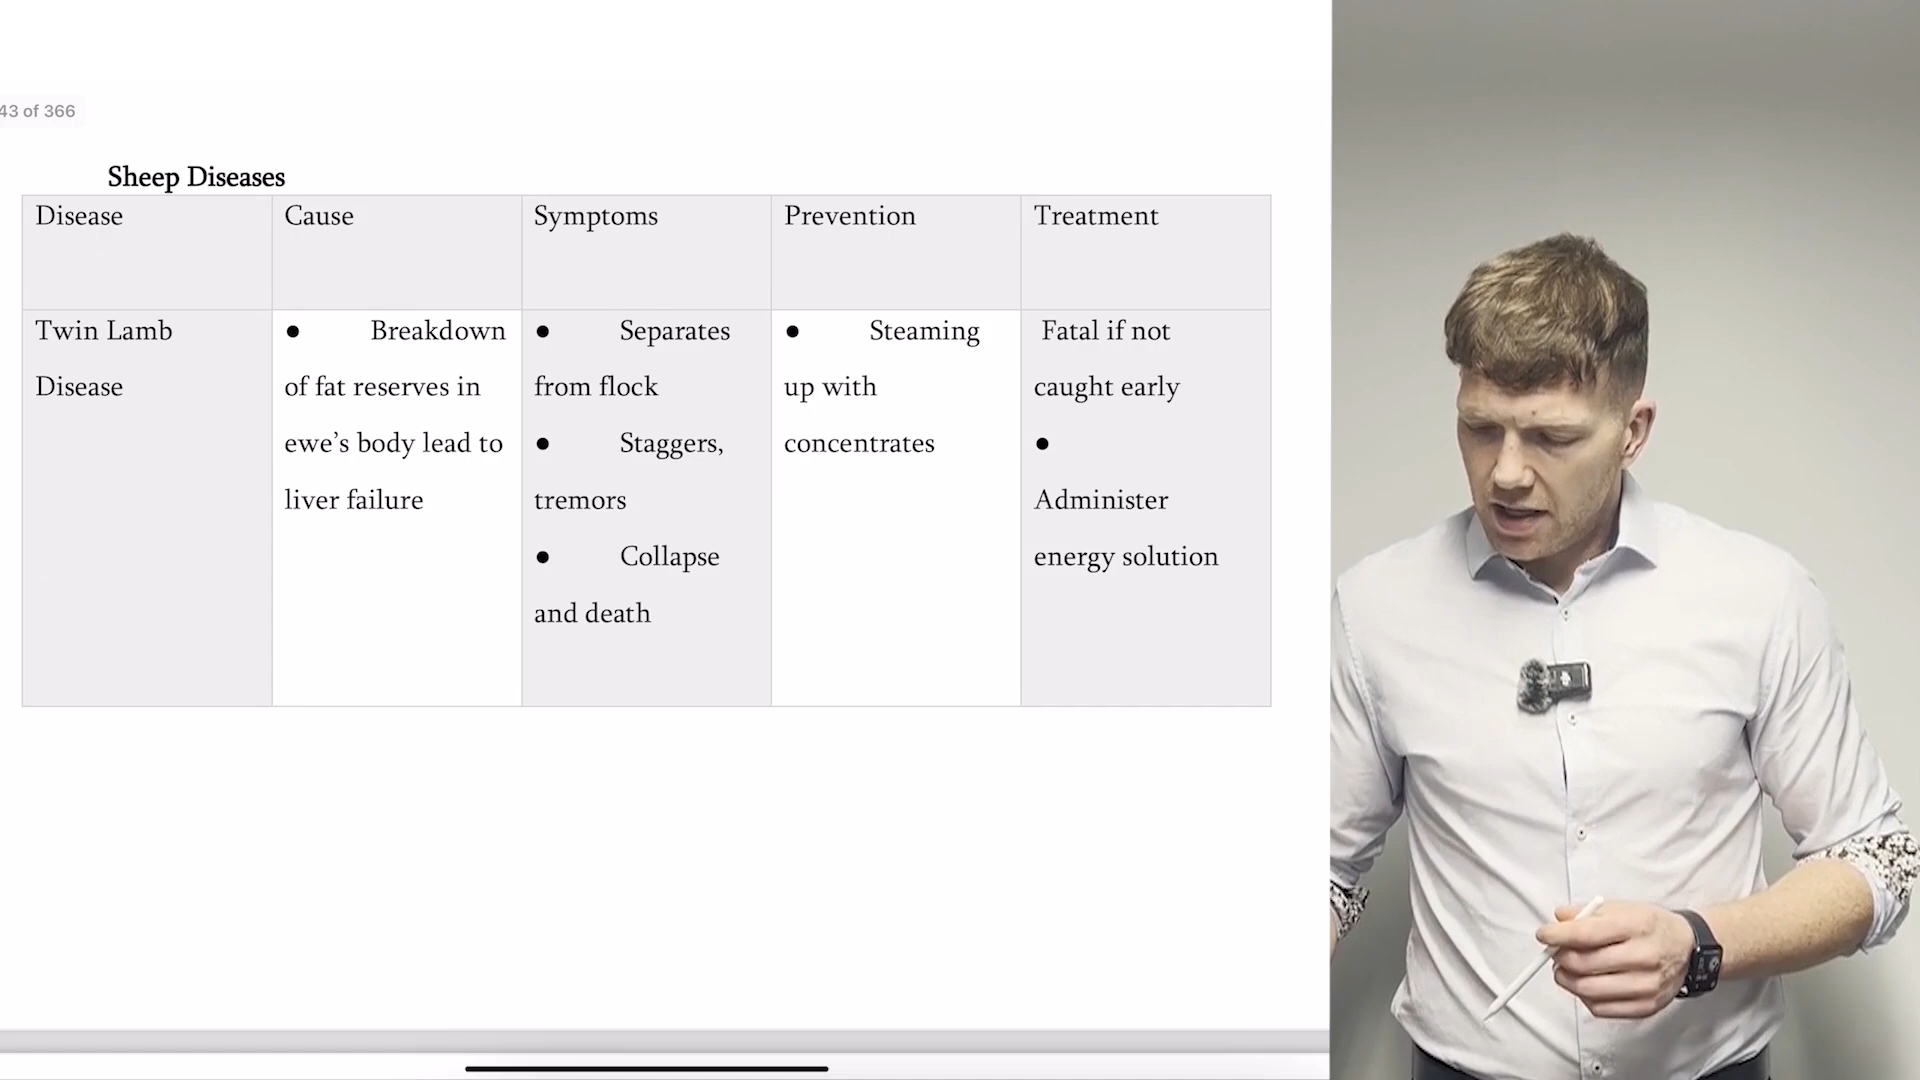 43 of 366
Sheep Diseases
Disease
Cause
Symptoms
Prevention
Treatment
Twin Lamb
Disease
● Breakdown
of fat reserves in
ewe’s body lead to
liver failure
● Separates
from flock
● Staggers,
tremors
● Collapse
and death
● Steaming
up with
concentrates
Fatal if not
caught early
●
Administer
energy solution